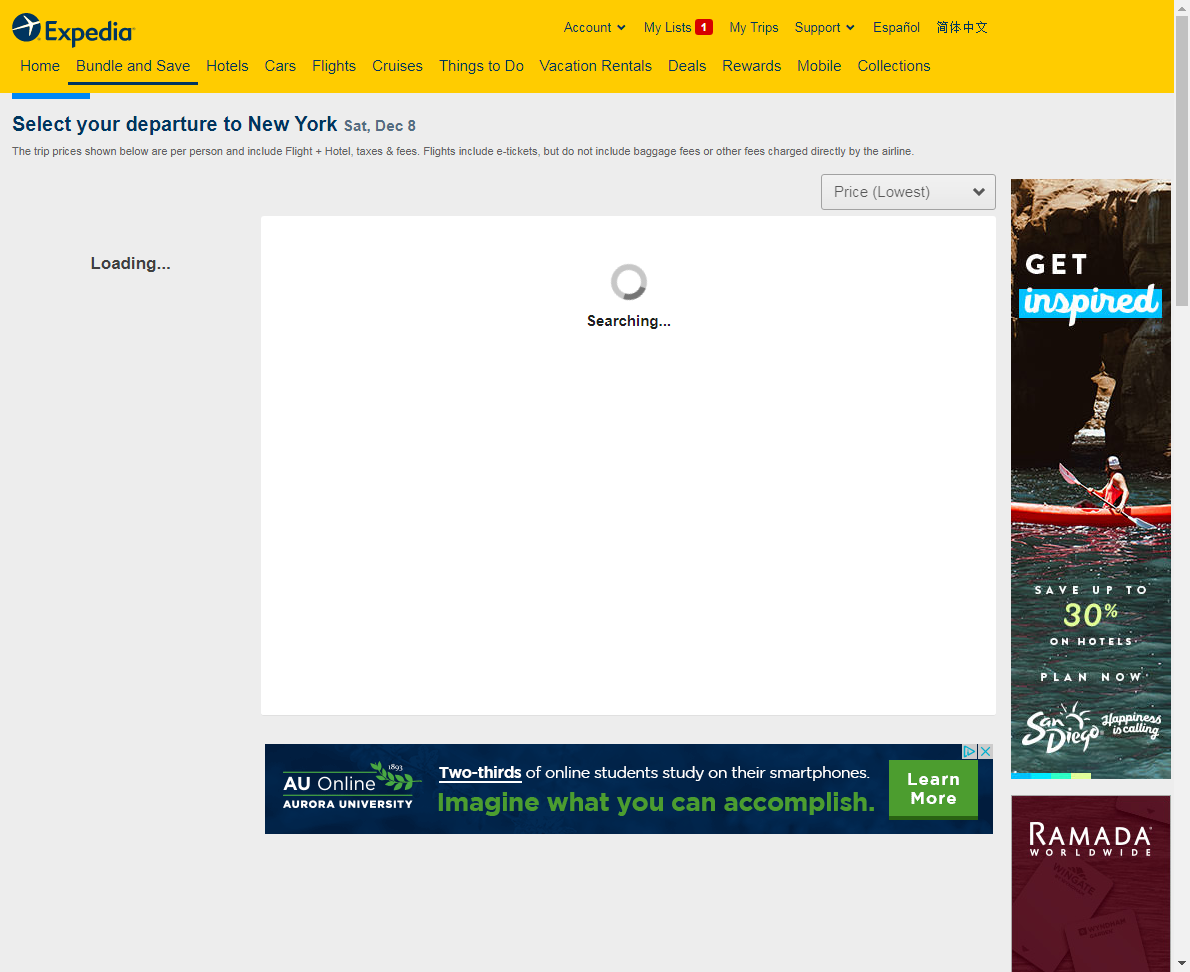 Expedia
Account
My Lists 1
My Trips
Support
Español
简体中文
Home
Bundle and Save
Hotels
Cars
Flights
Cruises
Things to Do
Vacation Rentals
Deals
Rewards
Mobile
Collections
Select your departure to New York Sat, Dec 8
The trip prices shown below are per person and include Flight + Hotel, taxes & fees. Flights include e-tickets, but do not include baggage fees or other fees charged directly by the airline.
Price (Lowest)
Loading...
Searching...
GET
inspired
SAVE UP TO
30%
ON HOTELS
PLAN NOW
San Diego
Happiness
is calling
1893
AU Online
AURORA UNIVERSITY
Two-thirds of online students study on their smartphones.
Imagine what you can accomplish.
Learn
More
RAMADA
WORLDWIDE
WINGATE
WYNDHAM